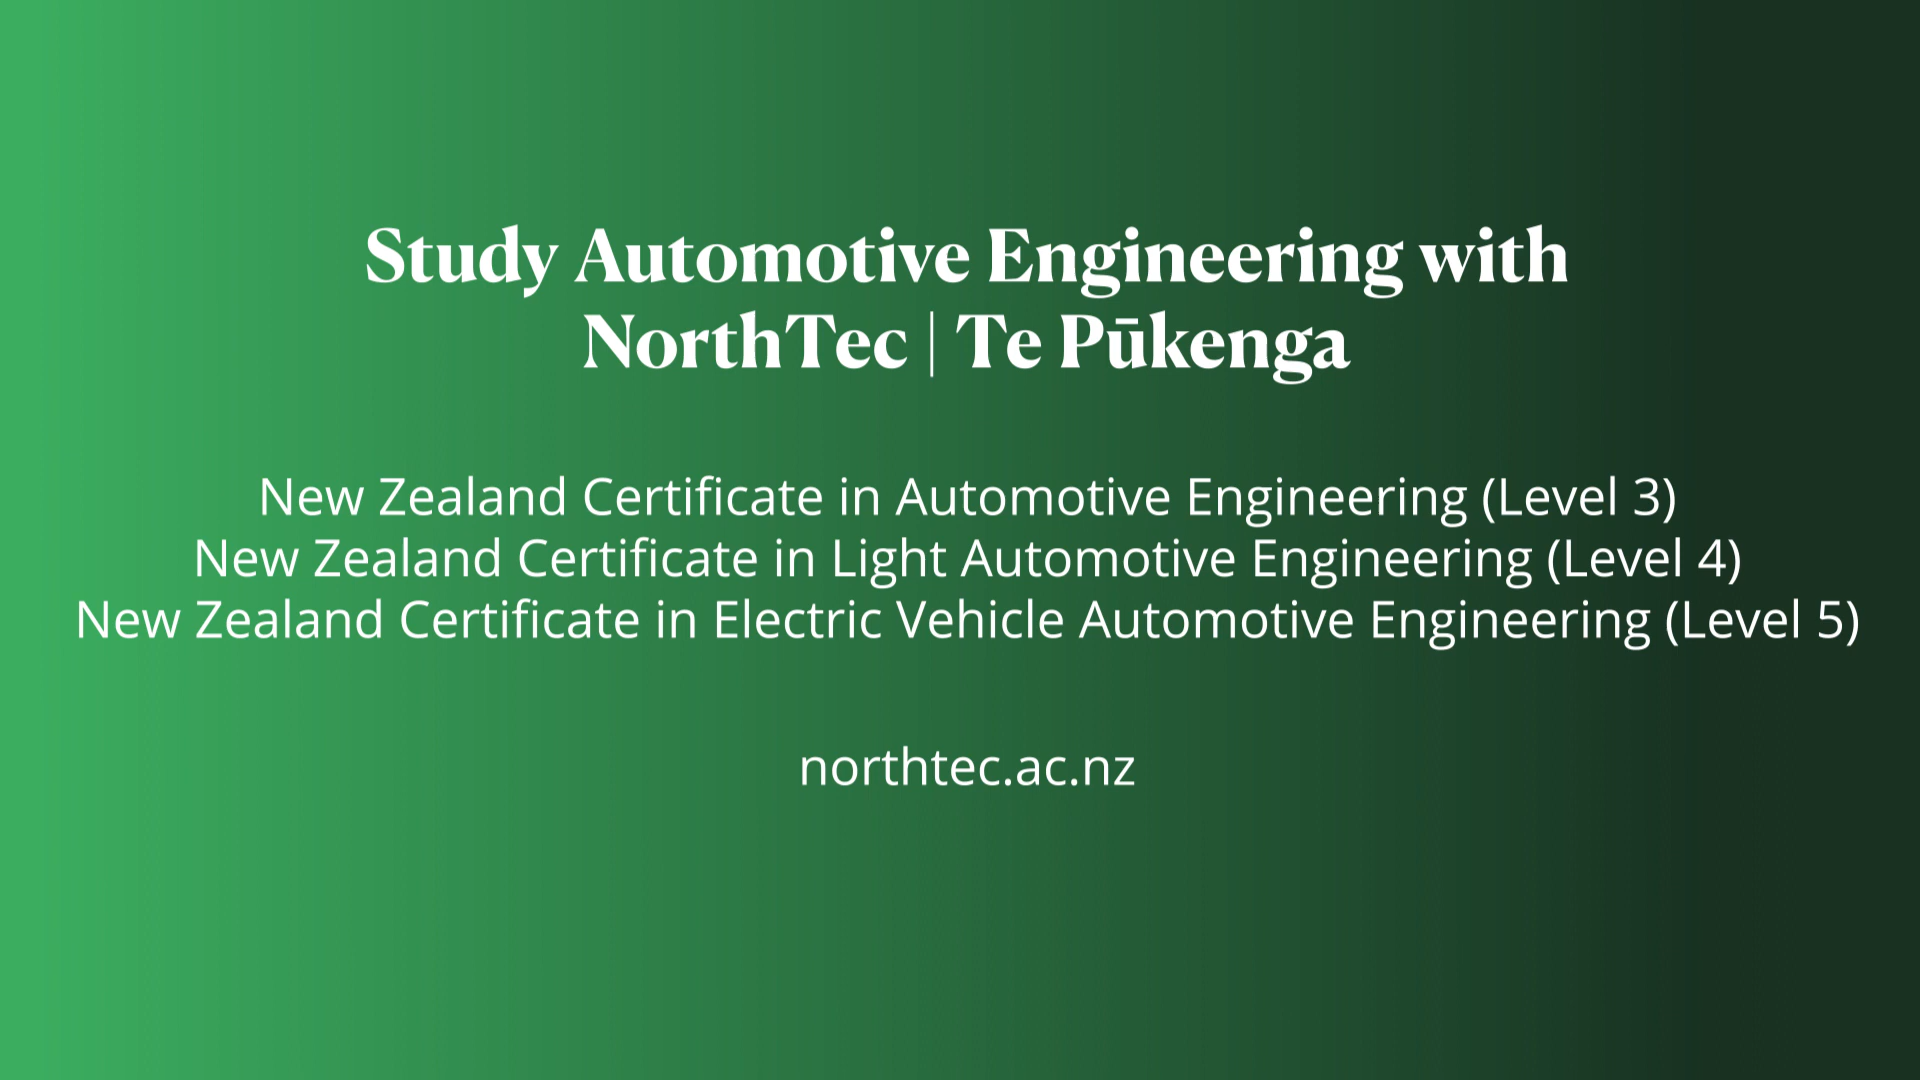 Study Automotive Engineering with
NorthTec | Te Pūkenga
New Zealand Certificate in Automotive Engineering (Level 3)
New Zealand Certificate in Light Automotive Engineering (Level 4)
New Zealand Certificate in Electric Vehicle Automotive Engineering (Level 5)
northtec.ac.nz